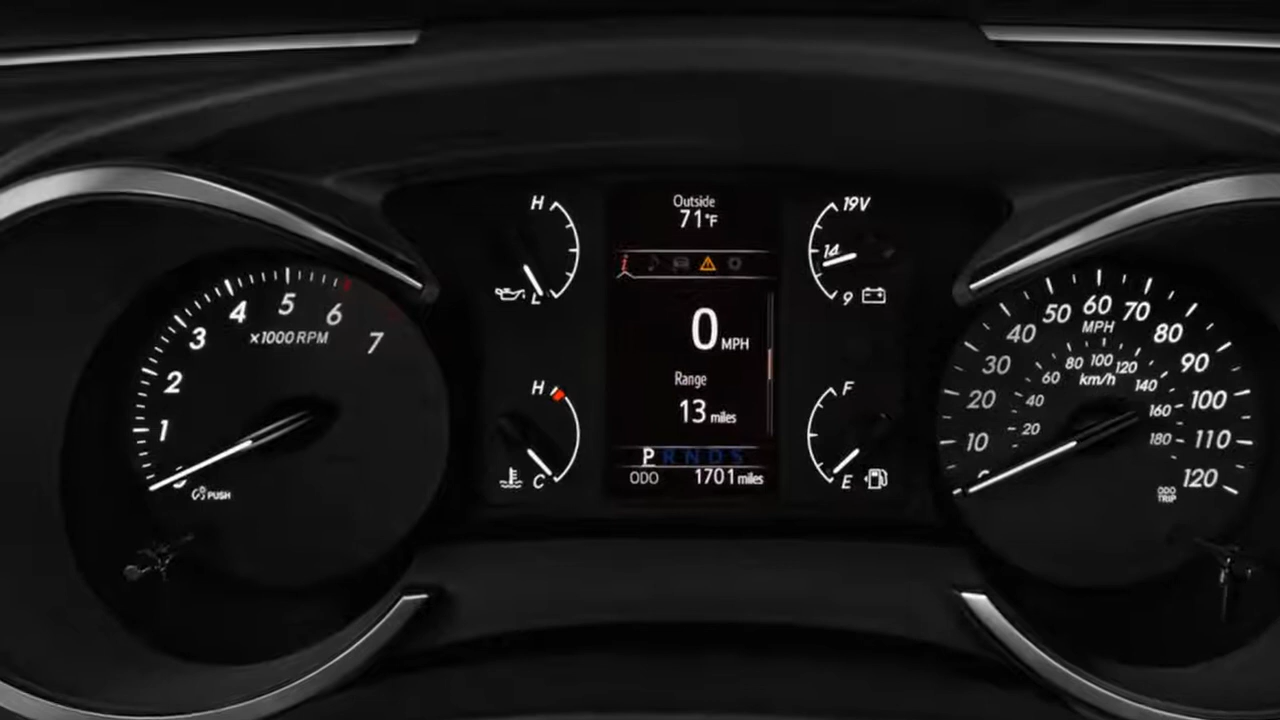 1
2
3
4
5
6
7
x1000 RPM
PUSH
H
L
H
C
Outside
71°F
0 MPH
Range
13 miles
P R N D S
ODO 1701 miles
19V
14
9
F
E
10
20
30
40
50
60
70
80
90
100
110
120
MPH
20
40
60
80
100
120
140
160
180
km/h
ODO
TRIP